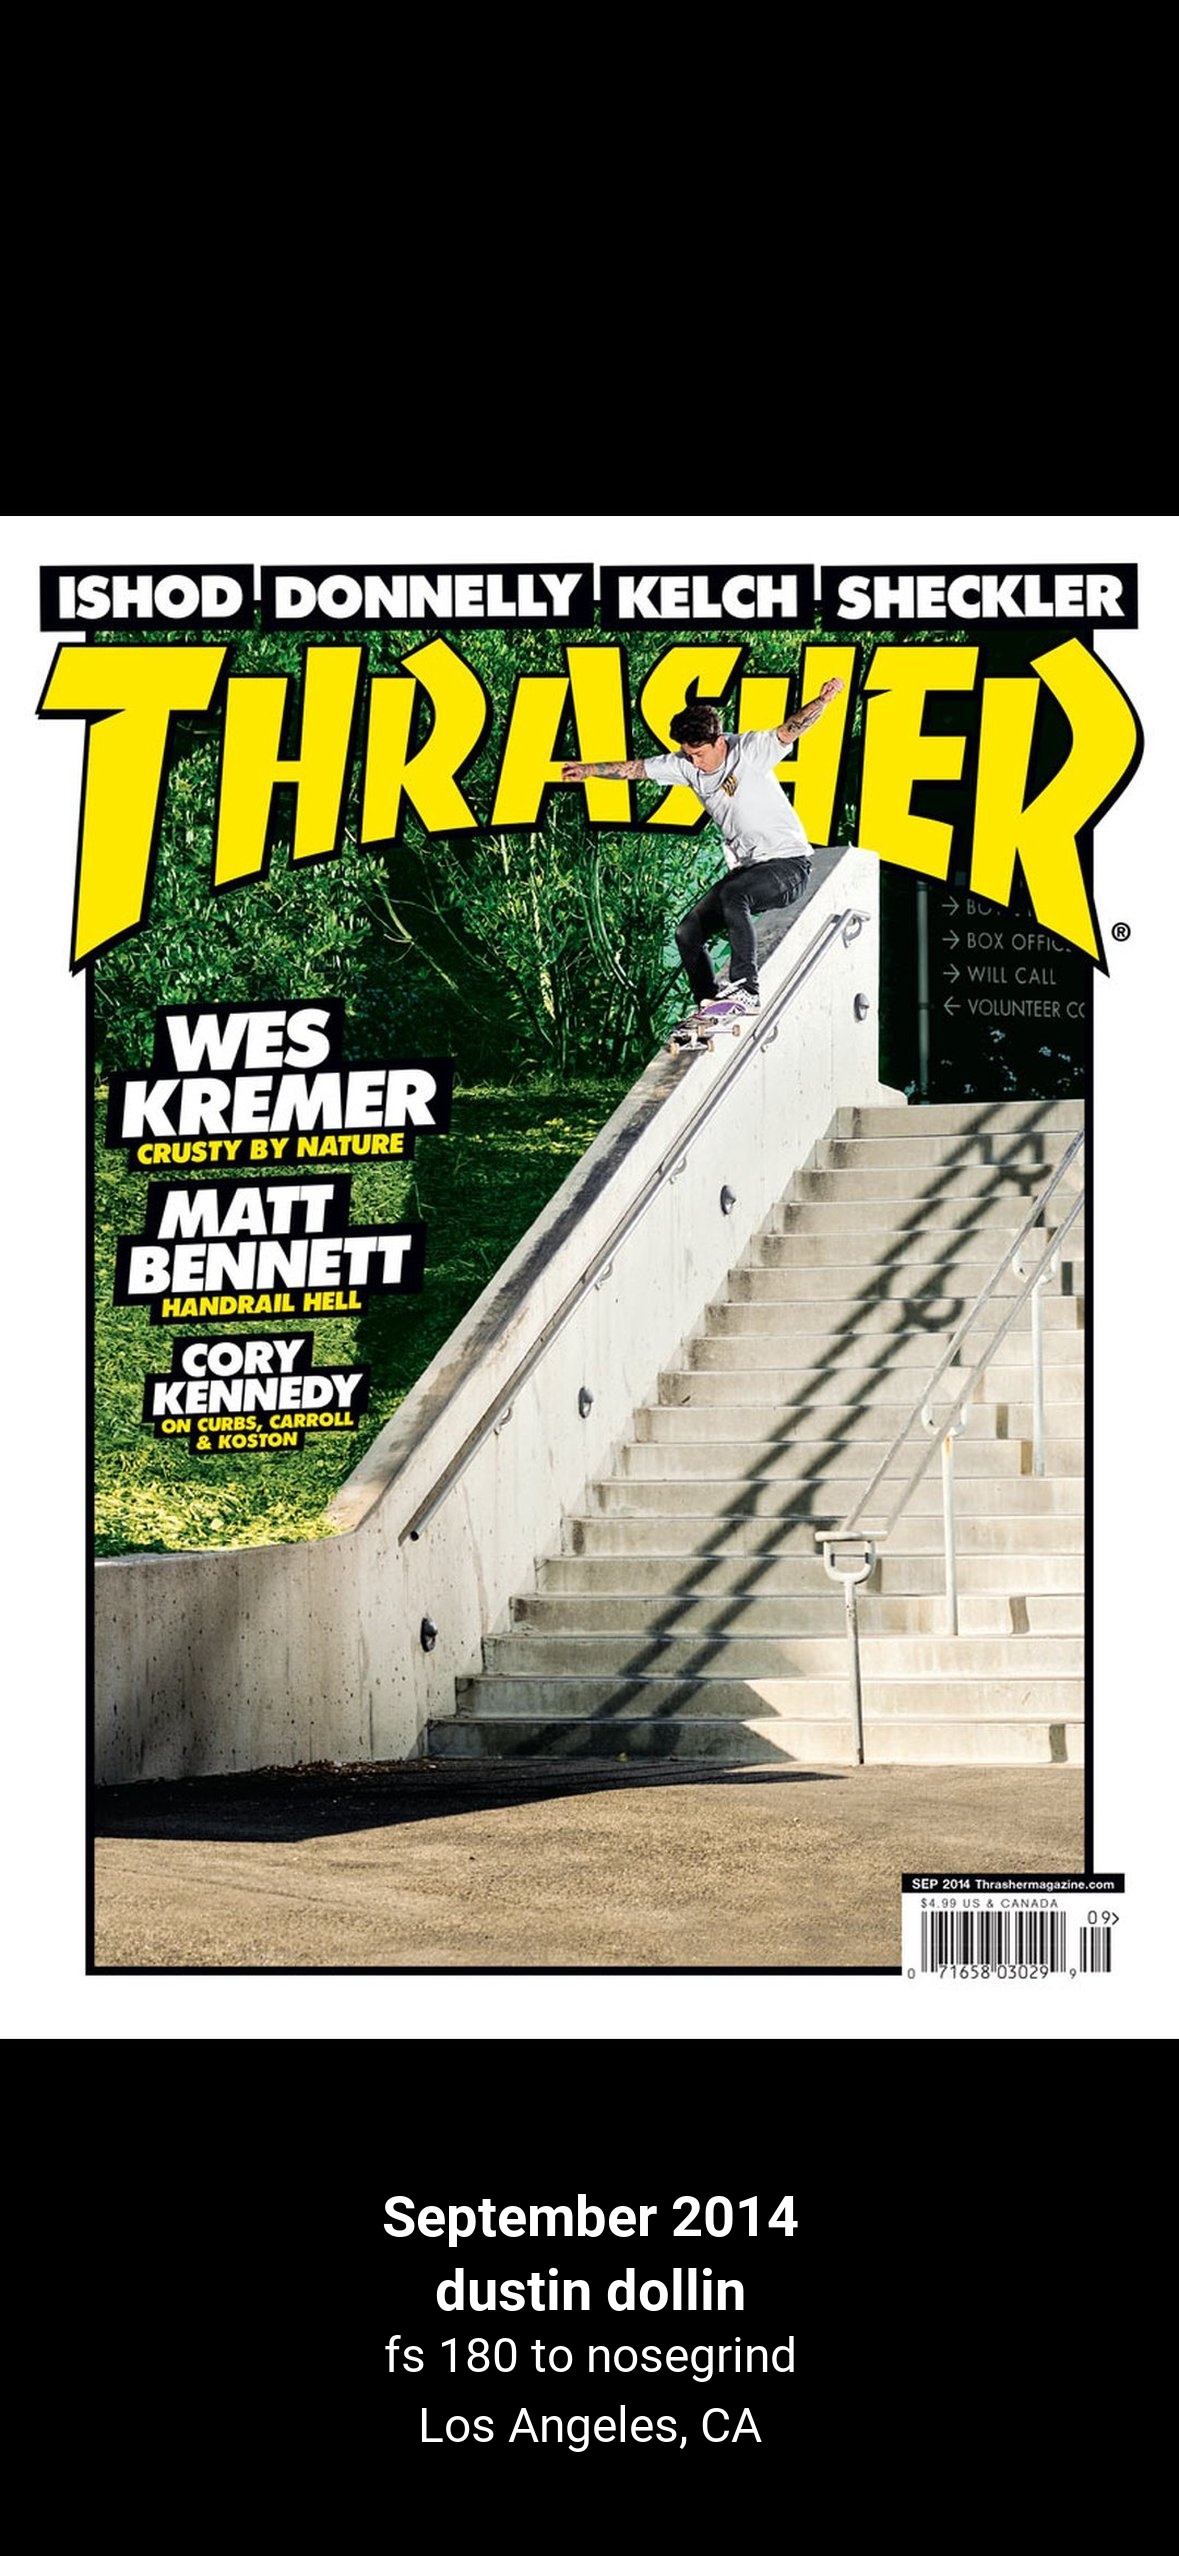 ISHOD DONNELLY KELCH SHECKLER
THRASHER
®
→ BOX OFFIC
→ WILL CALL
← VOLUNTEER CO
WES
KREMER
CRUSTY BY NATURE
MATT
BENNETT
HANDRAIL HELL
CORY
KENNEDY
ON CURBS, CARROLL
& KOSTON
SEP 2014 Thrashermagazine.com
$4.99 US & CANADA
09>
0 71658 03029 9
September 2014
dustin dollin
fs 180 to nosegrind
Los Angeles, CA